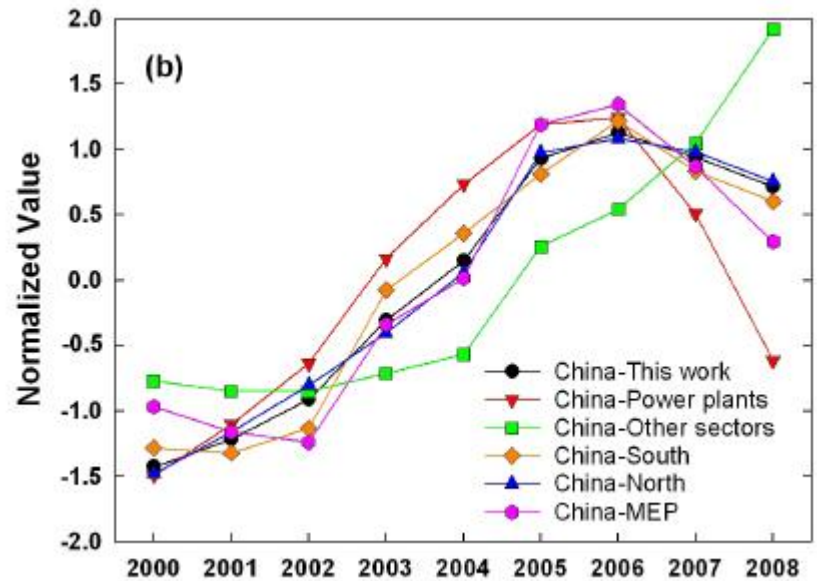 (b)
Normalized Value
2.0
1.5
1.0
0.5
0.0
-0.5
-1.0
-1.5
-2.0
China-This work
China-Power plants
China-Other sectors
China-South
China-North
China-MEP
2000 2001 2002 2003 2004 2005 2006 2007 2008